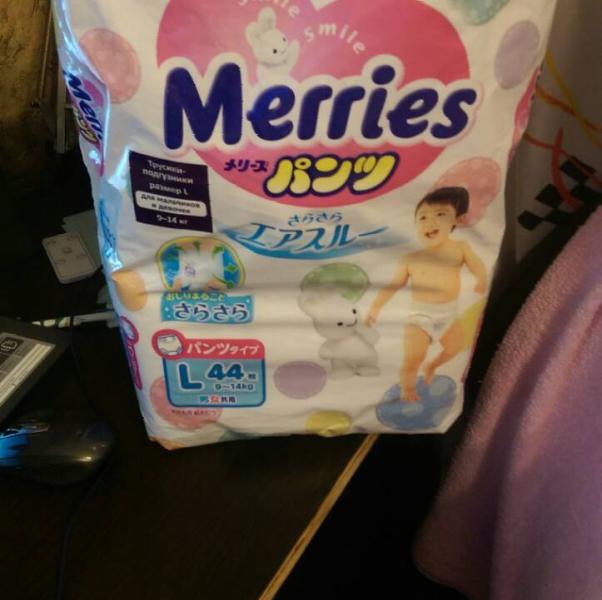 Smile
Merries
メリーズ パンツ
Трусики-
подгузники
размер L
для мальчиков
и девочек
9-14 кг
さらさら
エアスルー
おしりまるごと
さらさら
パンツタイプ
L 44枚
9~14kg
男女共用